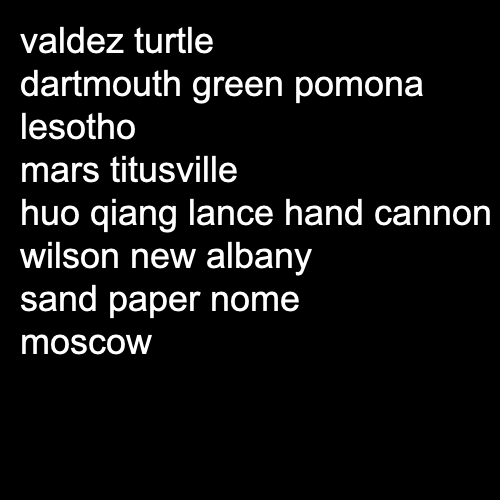 valdez turtle
dartmouth green pomona
lesotho
mars titusville
huo qiang lance hand cannon
wilson new albany
sand paper nome
moscow